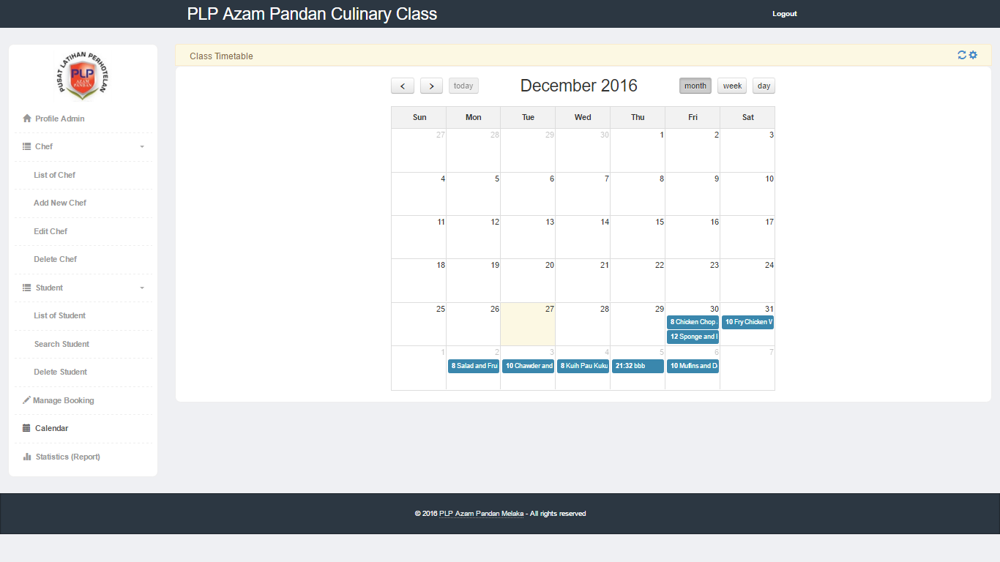 PLP Azam Pandan Culinary Class
Logout
PUSAT LATIHAN PERHOTELAN
PLP
AZAM
PANDAN
Profile Admin
Chef
List of Chef
Add New Chef
Edit Chef
Delete Chef
Student
List of Student
Search Student
Delete Student
Manage Booking
Calendar
Statistics (Report)
Class Timetable
< > today December 2016 month week day
Sun Mon Tue Wed Thu Fri Sat
27 28 29 30 1 2 3
4 5 6 7 8 9 10
11 12 13 14 15 16 17
18 19 20 21 22 23 24
25 26 27 28 29 30 31
8 Chicken Chop 10 Fry Chicken
12 Sponge and
1 2 3 4 5 6 7
8 Salad and Frui 10 Chawder and 8 Kuih Pau Kuku 21:32 bbb 10 Mufins and D
© 2016 PLP Azam Pandan Melaka - All rights reserved